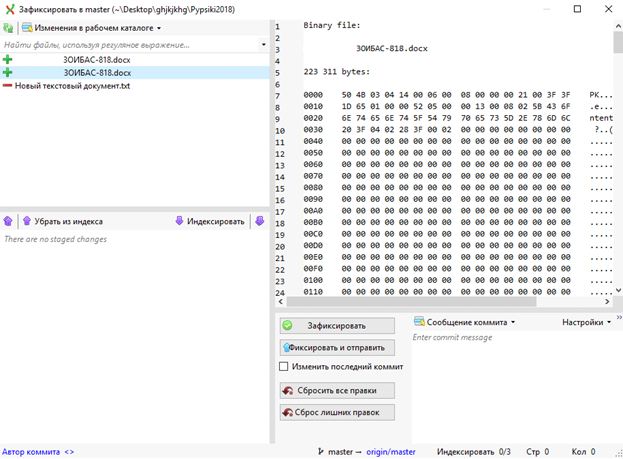 Зафиксировать в master (~\Desktop\ghjkjkhg\Pypsiki2018)
Изменения в рабочем каталоге
Найти файлы, используя регуляное выражение...
ЗОИБАС-818.docx
ЗОИБАС-818.docx
Новый текстовый документ.txt
Убрать из индекса
Индексировать
There are no staged changes
1 Binary file:
2
3 ЗОИБАС-818.docx
4
5 223 311 bytes:
6
7 0000 50 4B 03 04 14 00 06 00 08 00 00 00 21 00 3F 3F PK...
8 0010 1D 65 01 00 00 52 05 00 00 13 00 08 02 5B 43 6F .e...
9 0020 6E 74 65 6E 74 5F 54 79 70 65 73 5D 2E 78 6D 6C ntent
10 0030 20 3F 04 02 28 3F 00 02 00 00 00 00 00 00 00 00 ?..(
11 0040 00 00 00 00 00 00 00 00 00 00 00 00 00 00 00 00 .....
12 0050 00 00 00 00 00 00 00 00 00 00 00 00 00 00 00 00 .....
13 0060 00 00 00 00 00 00 00 00 00 00 00 00 00 00 00 00 .....
14 0070 00 00 00 00 00 00 00 00 00 00 00 00 00 00 00 00 .....
15 0080 00 00 00 00 00 00 00 00 00 00 00 00 00 00 00 00 .....
16 0090 00 00 00 00 00 00 00 00 00 00 00 00 00 00 00 00 .....
17 00A0 00 00 00 00 00 00 00 00 00 00 00 00 00 00 00 00 .....
18 00B0 00 00 00 00 00 00 00 00 00 00 00 00 00 00 00 00 .....
19 00C0 00 00 00 00 00 00 00 00 00 00 00 00 00 00 00 00 .....
20 00D0 00 00 00 00 00 00 00 00 00 00 00 00 00 00 00 00 .....
21 00E0 00 00 00 00 00 00 00 00 00 00 00 00 00 00 00 00 .....
22 00F0 00 00 00 00 00 00 00 00 00 00 00 00 00 00 00 00 .....
23 0100 00 00 00 00 00 00 00 00 00 00 00 00 00 00 00 00 .....
24 0110 00 00 00 00 00 00 00 00 00 00 00 00 00 00 00 00 .....
Зафиксировать
Фиксировать и отправить
Изменить последний коммит
Сбросить все правки
Сброс лишних правок
Сообщение коммита
Настройки
Enter commit message
Автор коммита <>
master → origin/master
Индексировать 0/3
Стр 0
Кол 0